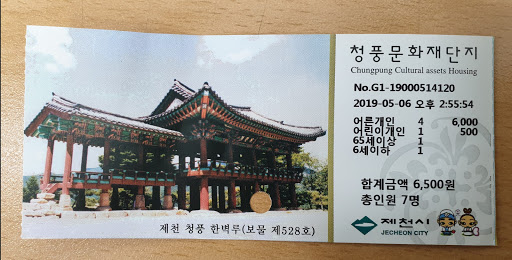 청풍문화재단지
Chungpung Cultural assets Housing
No.G1-19000514120
2019-05-06 오후 2:55:54
어른개인 4 6,000
어린이개인 1 500
65세이상 1
6세이하 1
합계금액 6,500원
총인원 7명
제천시
JECHEON CITY
제천 청풍 한벽루(보물 제528호)